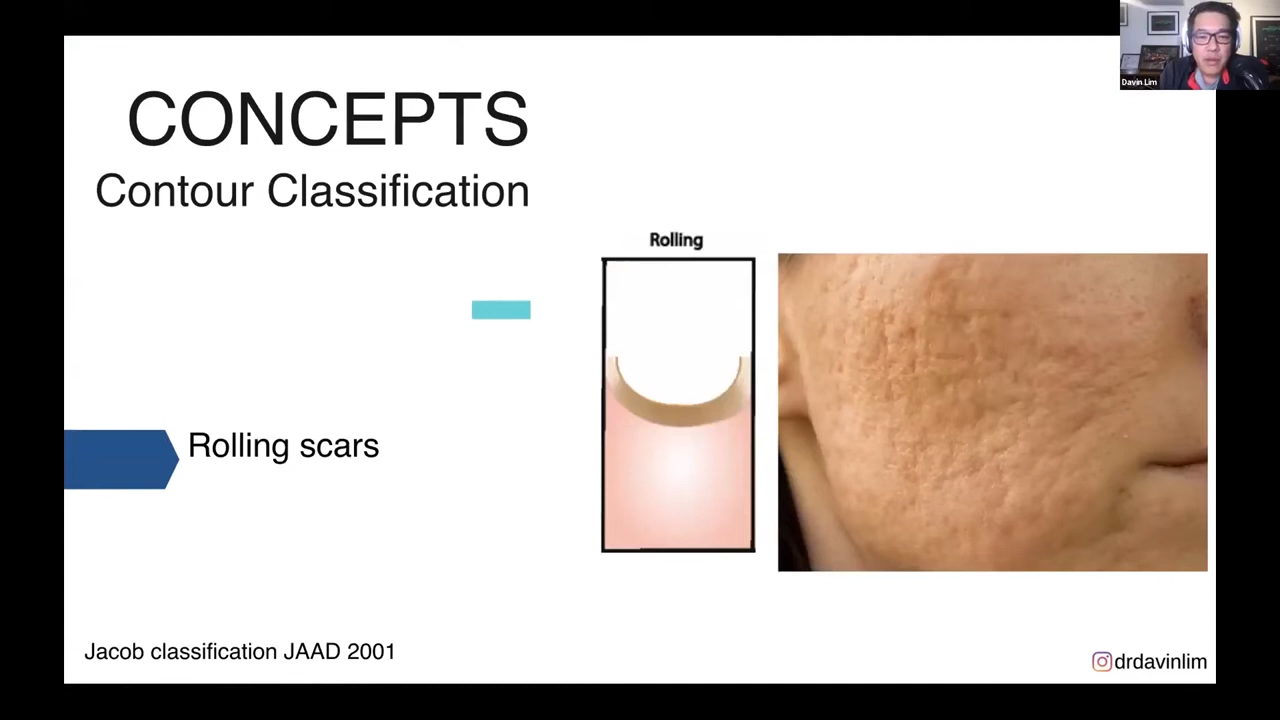 Davin Lim
CONCEPTS
Contour Classification
Rolling
Rolling scars
Jacob classification JAAD 2001
drdavinlim